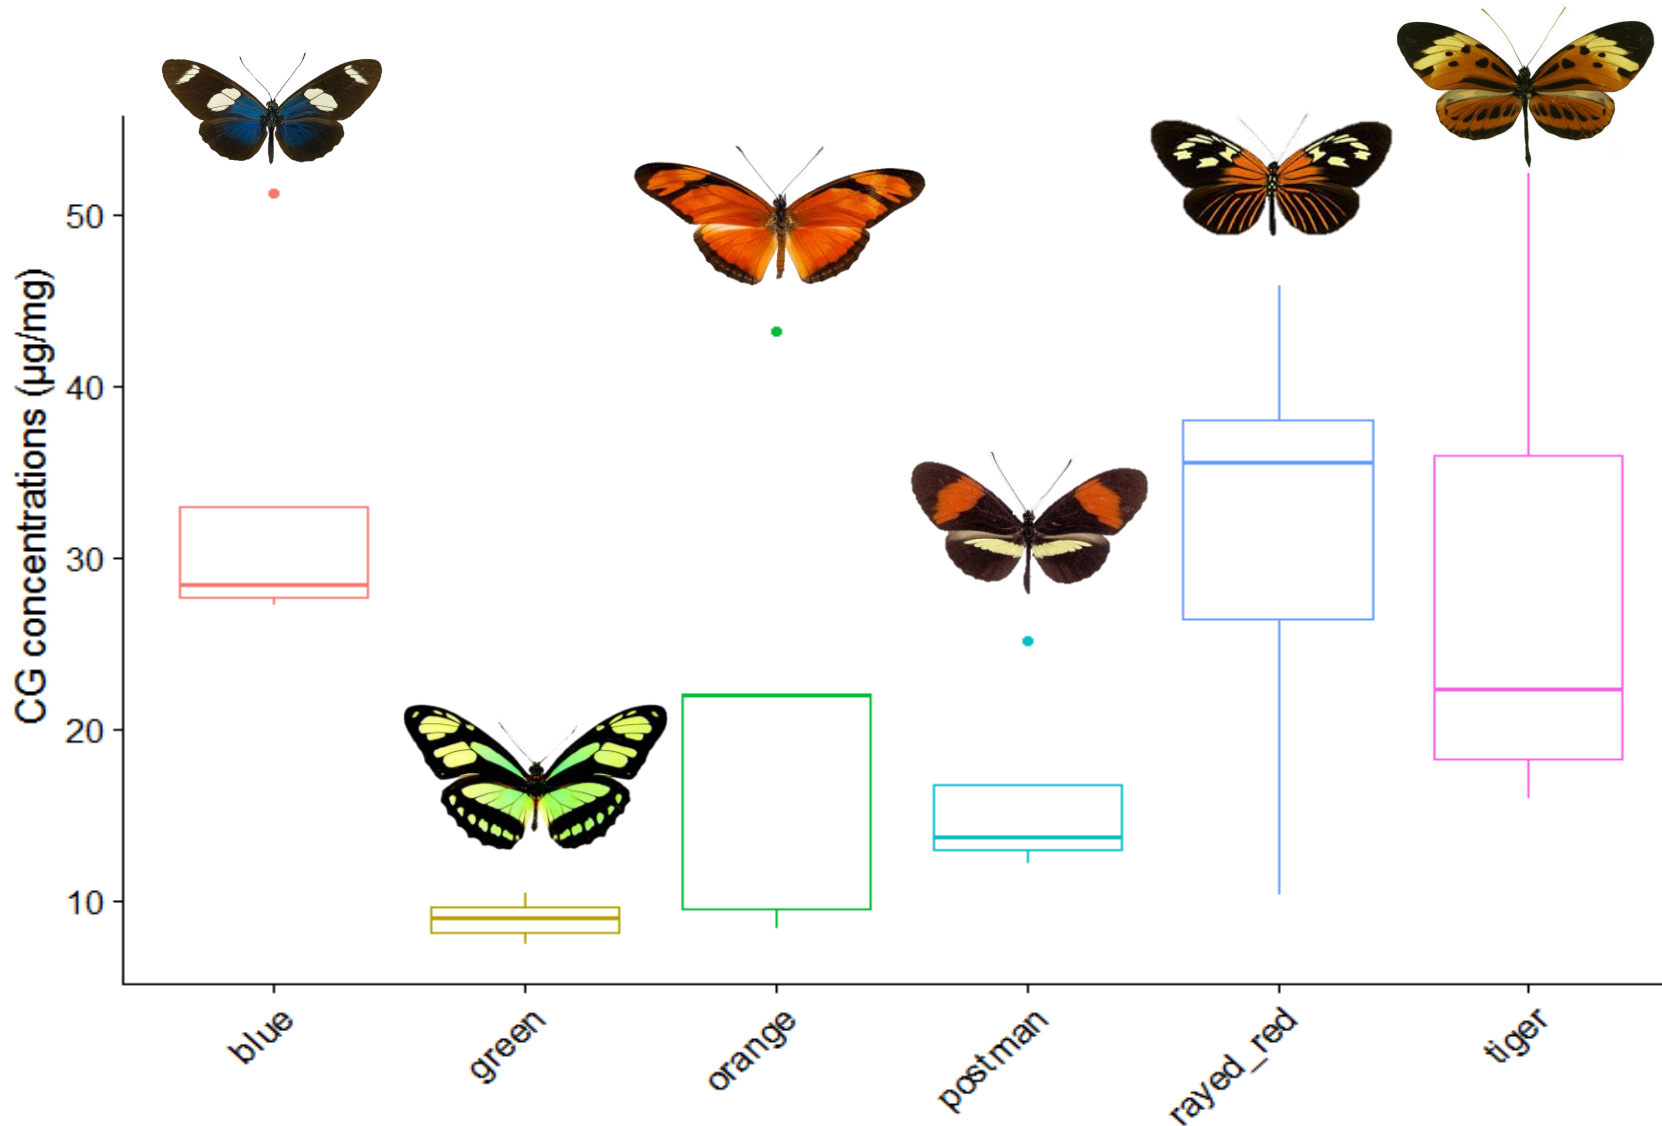 CG concentrations (µg/mg)
50
40
30
20
10
blue
green
orange
postman
rayed_red
tiger